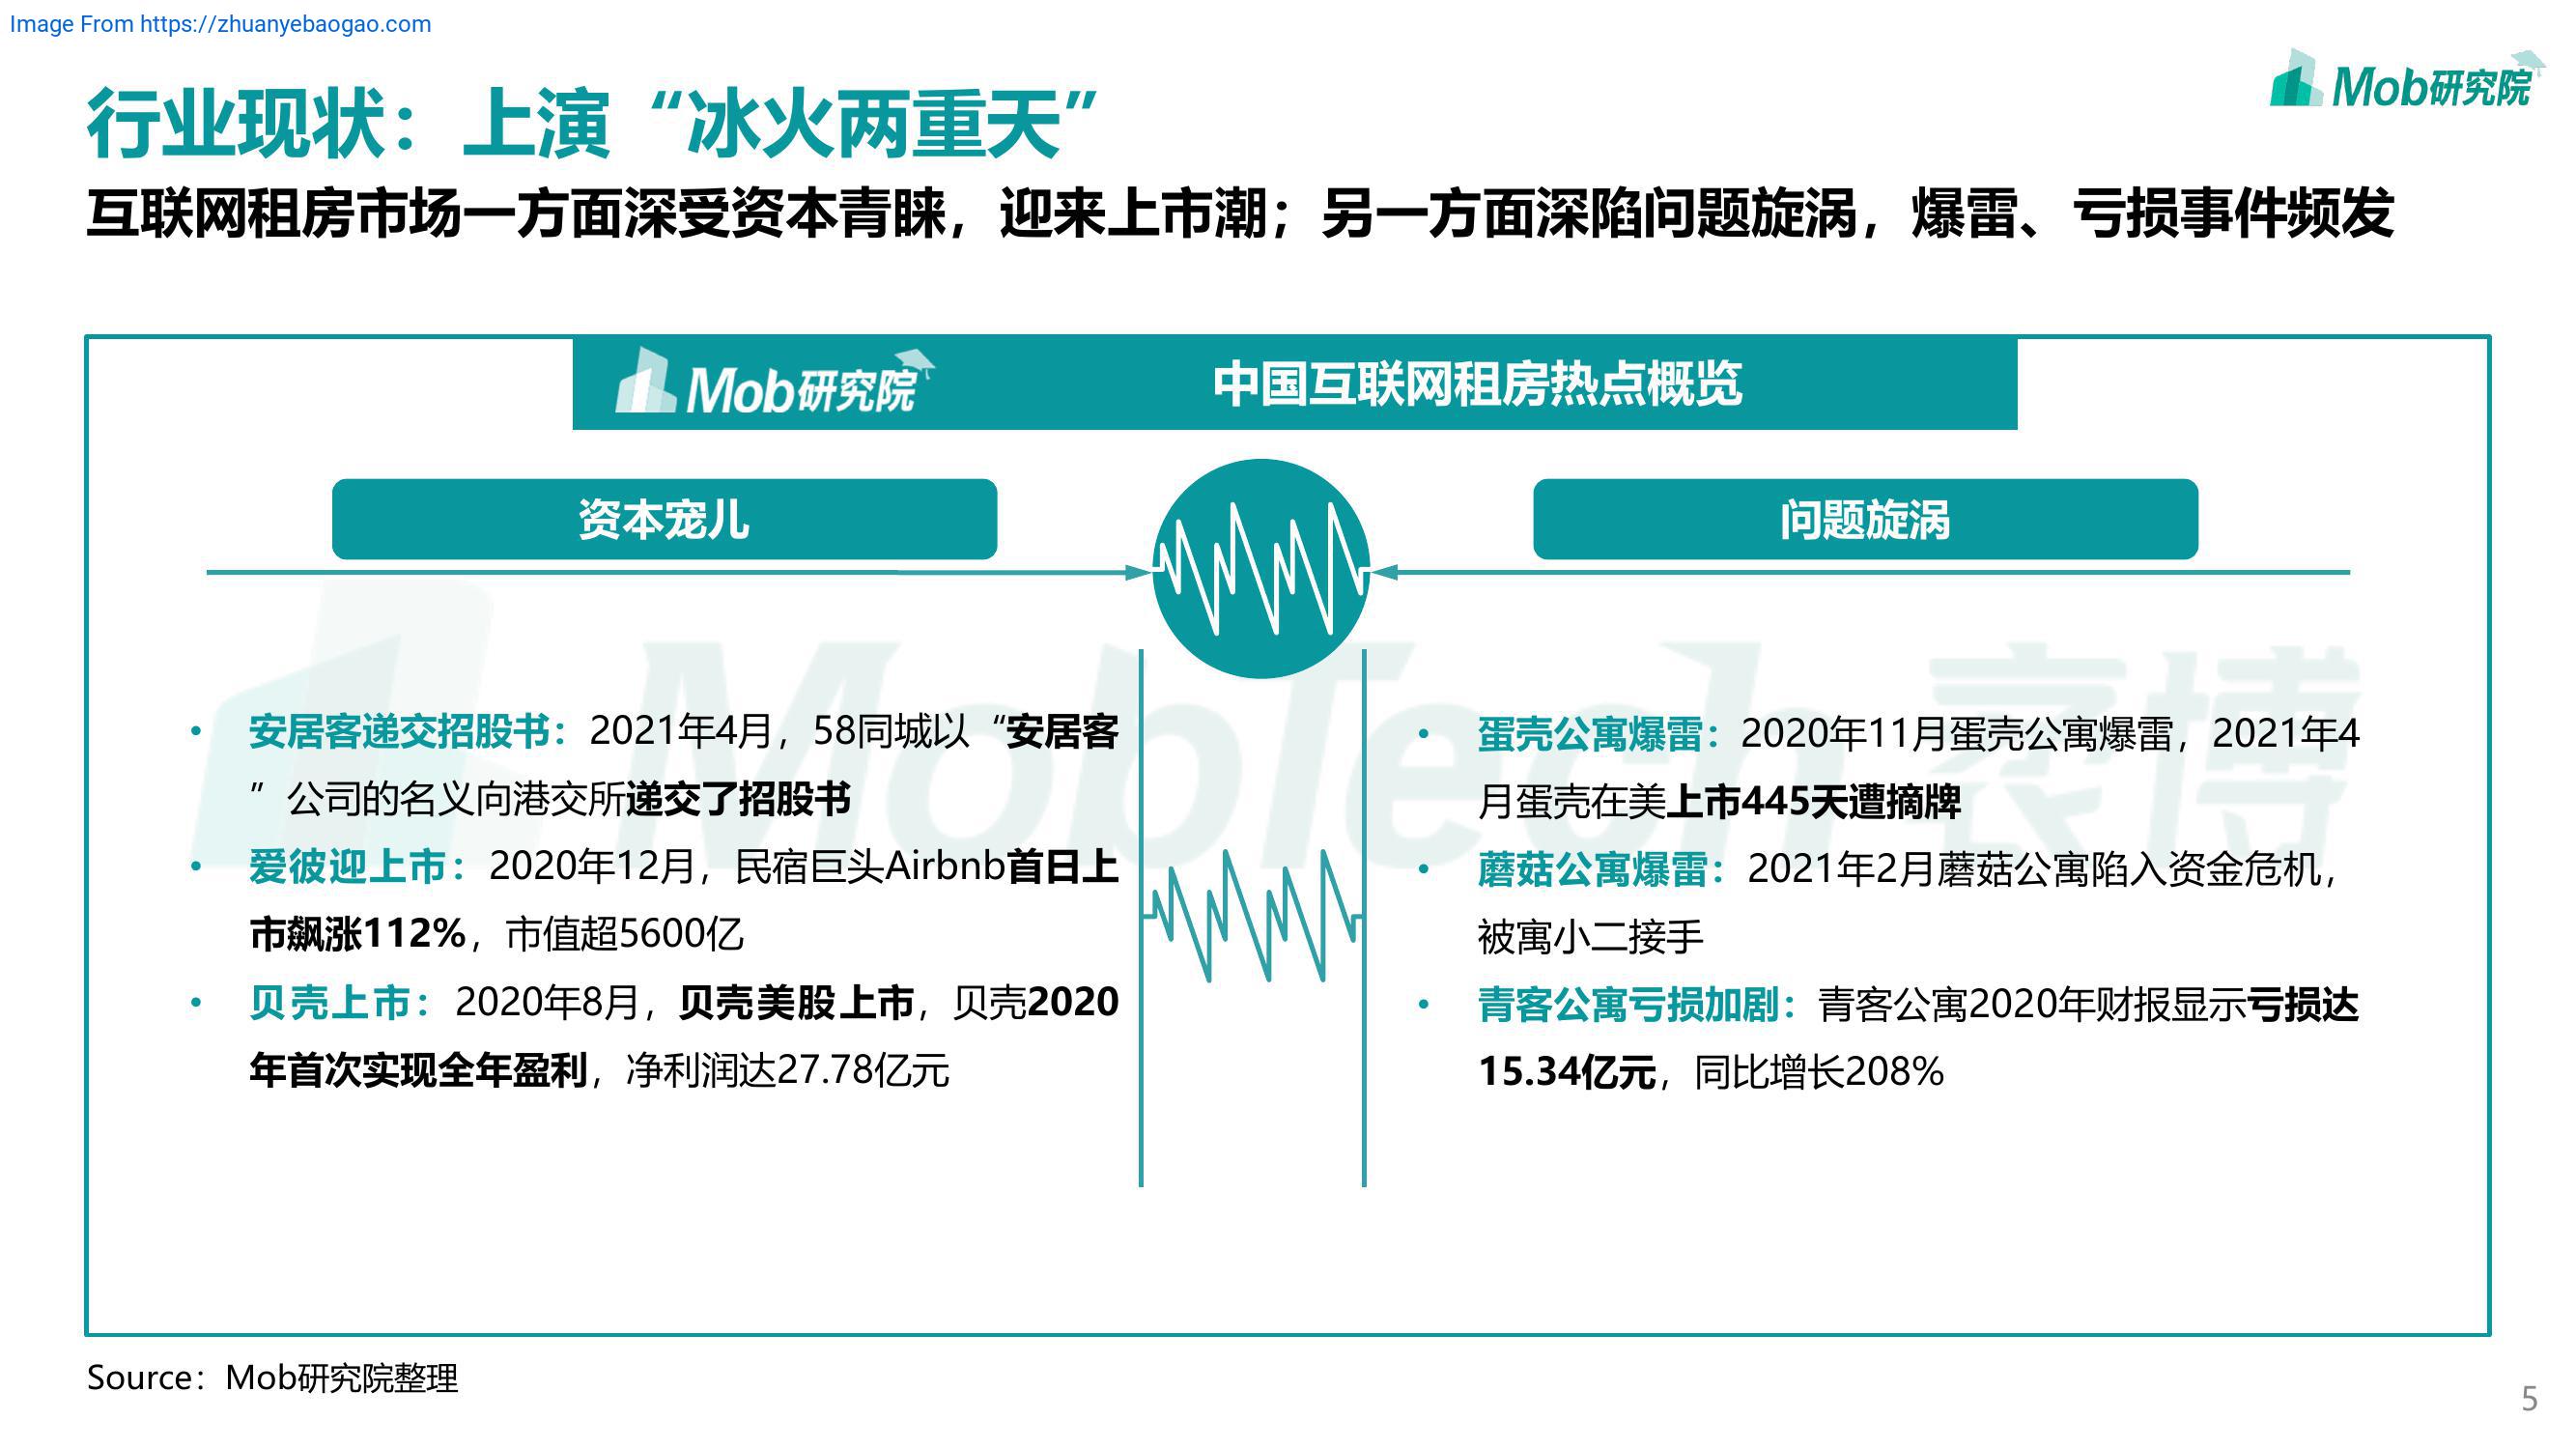 Image From https://zhuanyebaogao.com
Mob研究院
行业现状：上演“冰火两重天”
互联网租房市场一方面深受资本青睐，迎来上市潮；另一方面深陷问题旋涡，爆雷、亏损事件频发
Mob研究院
中国互联网租房热点概览
资本宠儿
• 安居客递交招股书：2021年4月，58同城以“安居客
”公司的名义向港交所递交了招股书
• 爱彼迎上市：2020年12月，民宿巨头Airbnb首日上
市飙涨112%，市值超5600亿
• 贝壳上市：2020年8月，贝壳美股上市，贝壳2020
年首次实现全年盈利，净利润达27.78亿元
问题旋涡
• 蛋壳公寓爆雷：2020年11月蛋壳公寓爆雷，2021年4
月蛋壳在美上市445天遭摘牌
• 蘑菇公寓爆雷：2021年2月蘑菇公寓陷入资金危机，
被寓小二接手
• 青客公寓亏损加剧：青客公寓2020年财报显示亏损达
15.34亿元，同比增长208%
MobTech 袤博
Source：Mob研究院整理
5